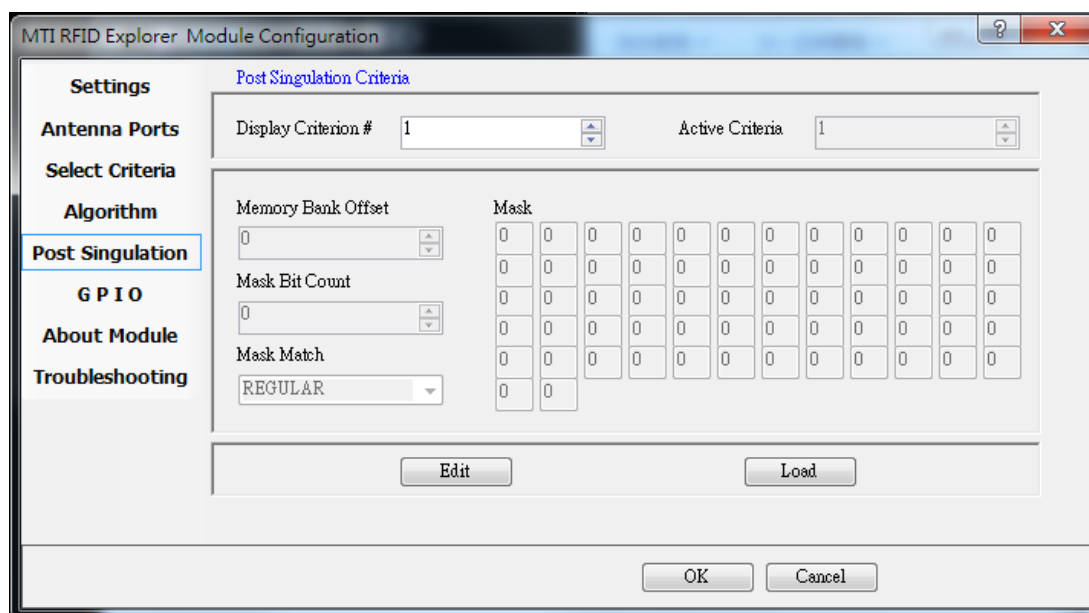 MTI RFID Explorer Module Configuration
Settings
Antenna Ports
Select Criteria
Algorithm
Post Singulation
G P I O
About Module
Troubleshooting
Post Singulation Criteria
Display Criterion # 1 Active Criteria 1
Memory Bank Offset
0
Mask Bit Count
0
Mask Match
REGULAR
Mask
0 0 0 0 0 0 0 0 0 0 0 0
0 0 0 0 0 0 0 0 0 0 0 0
0 0 0 0 0 0 0 0 0 0 0 0
0 0 0 0 0 0 0 0 0 0 0 0
0 0 0 0 0 0 0 0 0 0 0 0
0 0
Edit Load
OK Cancel